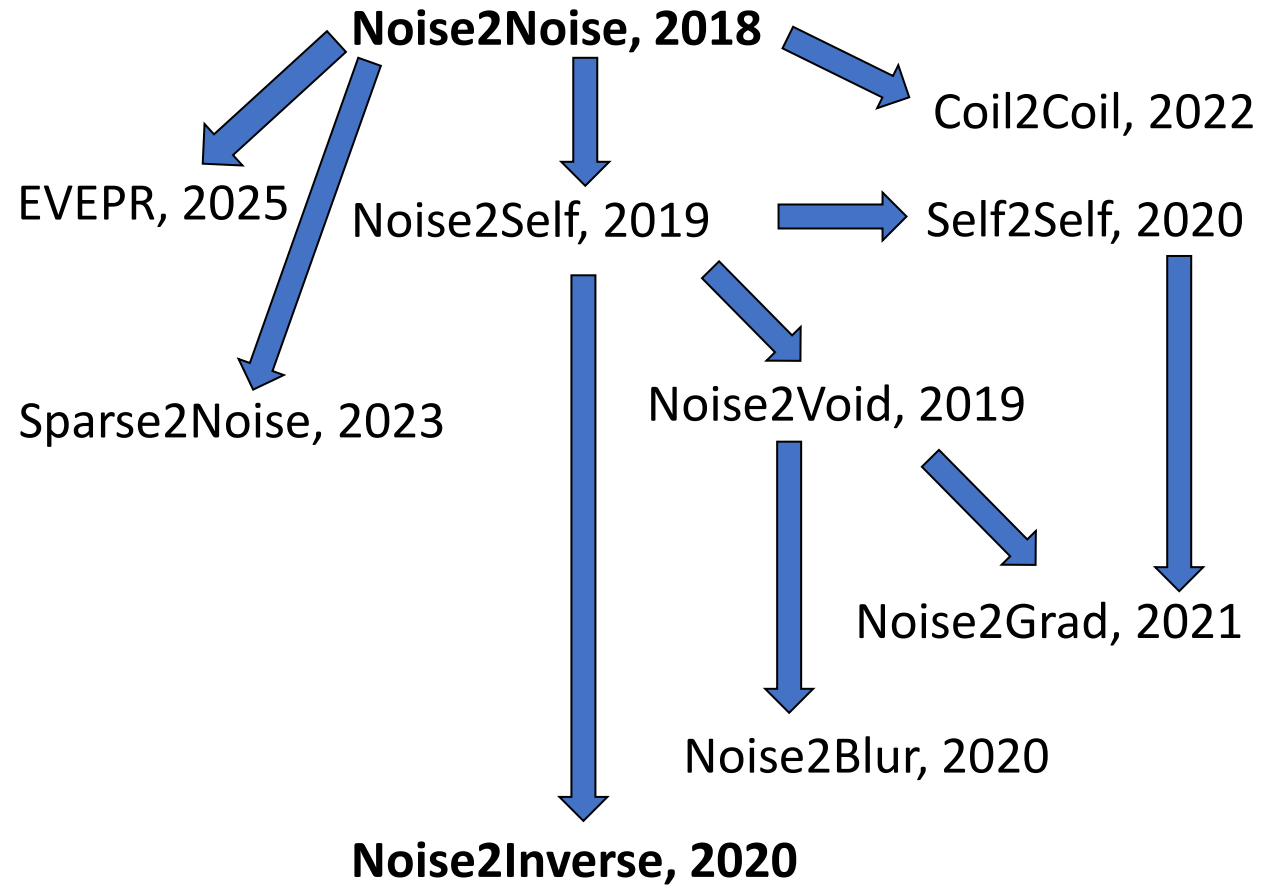 Noise2Noise, 2018
Coil2Coil, 2022
EVEPR, 2025
Noise2Self, 2019
Self2Self, 2020
Sparse2Noise, 2023
Noise2Void, 2019
Noise2Grad, 2021
Noise2Blur, 2020
Noise2Inverse, 2020